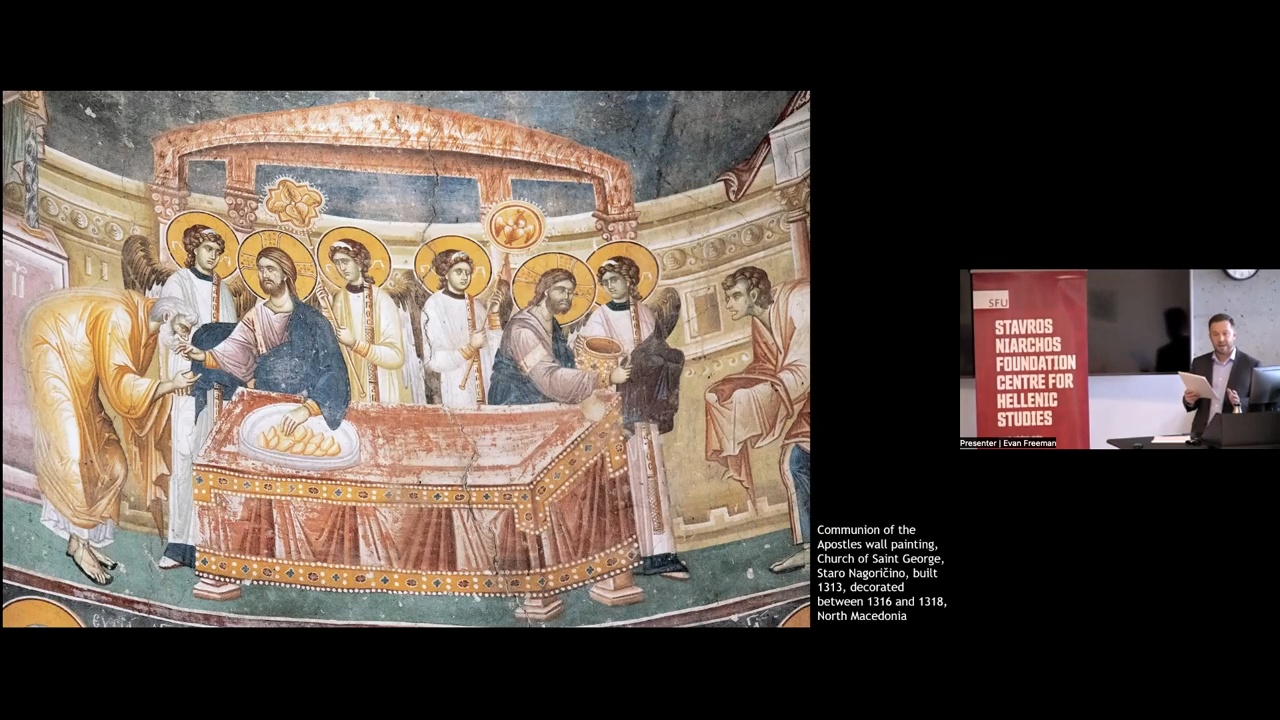 Communion of the
Apostles wall painting,
Church of Saint George,
Staro Nagoričino, built
1313, decorated
between 1316 and 1318,
North Macedonia
SFU
STAVROS
NIARCHOS
FOUNDATION
CENTRE FOR
HELLENIC
STUDIES
Presenter | Evan Freeman